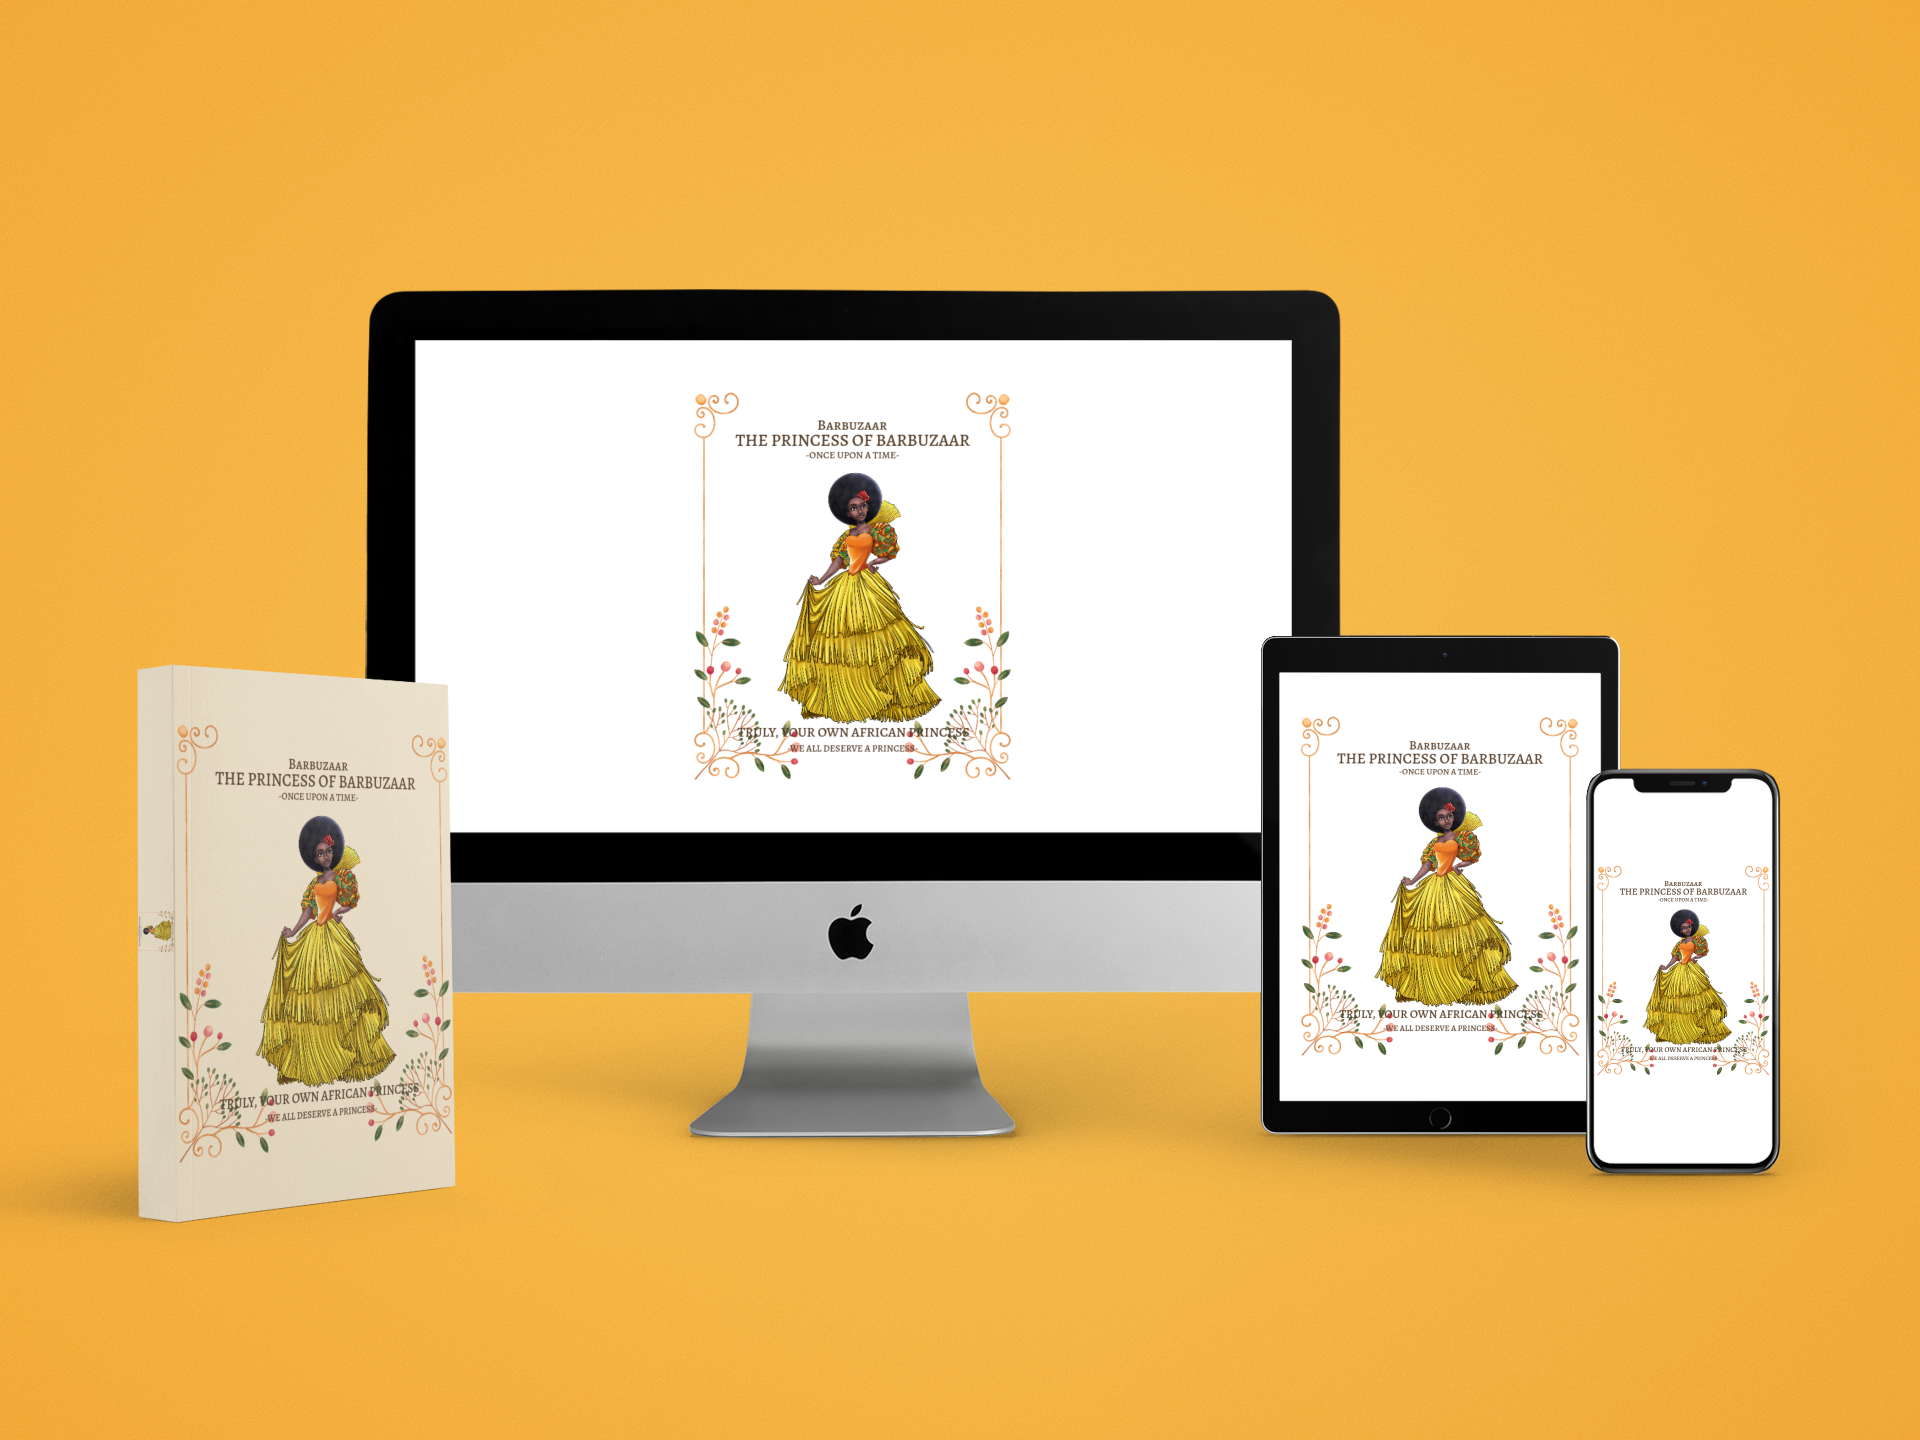 Barbuzaar
THE PRINCESS OF BARBUZAAR
-ONCE UPON A TIME-
TRULY, YOUR OWN AFRICAN PRINCESS
-WE ALL DESERVE A PRINCESS-
Barbuzaar
THE PRINCESS OF BARBUZAAR
-ONCE UPON A TIME-
TRULY, YOUR OWN AFRICAN PRINCESS
-WE ALL DESERVE A PRINCESS-
Barbuzaar
THE PRINCESS OF BARBUZAAR
-ONCE UPON A TIME-
TRULY, YOUR OWN AFRICAN PRINCESS
-WE ALL DESERVE A PRINCESS-
Barbuzaar
THE PRINCESS OF BARBUZAAR
-ONCE UPON A TIME-
TRULY, YOUR OWN AFRICAN PRINCESS
-WE ALL DESERVE A PRINCESS-